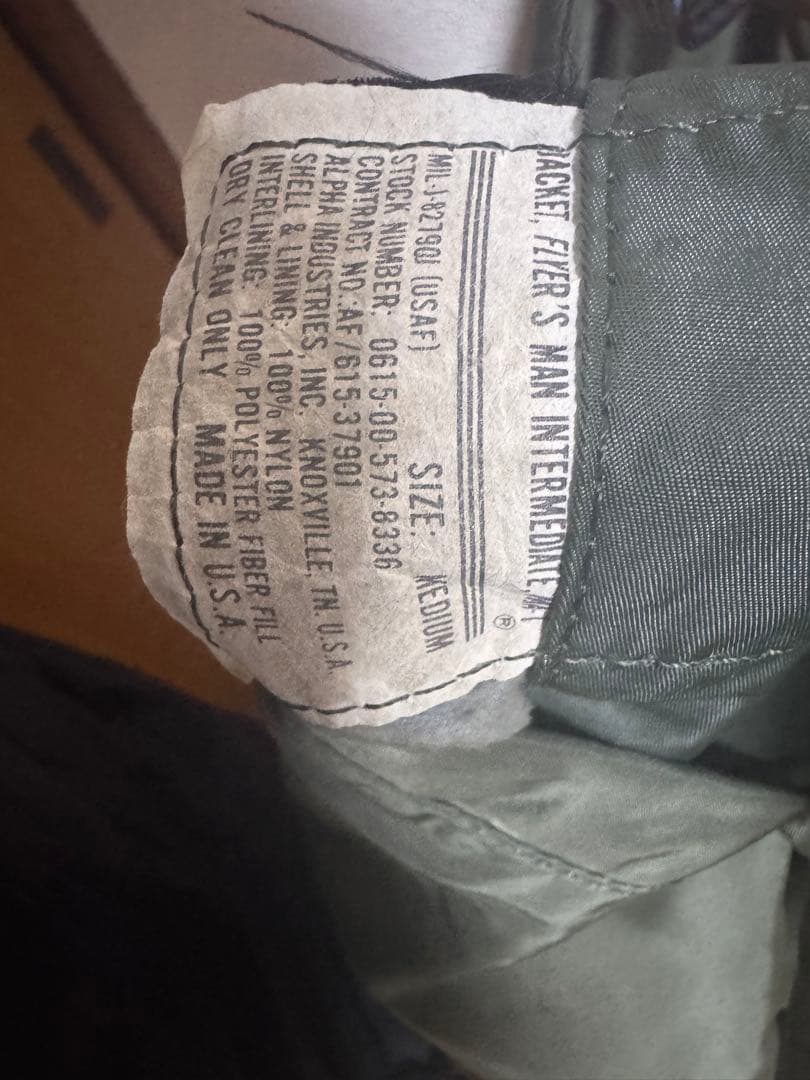 JACKET, FLYER'S MAN INTERMEDIATE, M-1
®
MIL-J-82790J (USAF) SIZE: MEDIUM
STOCK NUMBER: 0615-00-573-8336
CONTRACT NO.:AF/615-37901
ALPHA INDUSTRIES, INC. KNOXVILLE, TN. U.S.A.
SHELL & LINING: 100% NYLON
INTERLINING: 100% POLYESTER FIBER FILL
DRY CLEAN ONLY MADE IN U.S.A.